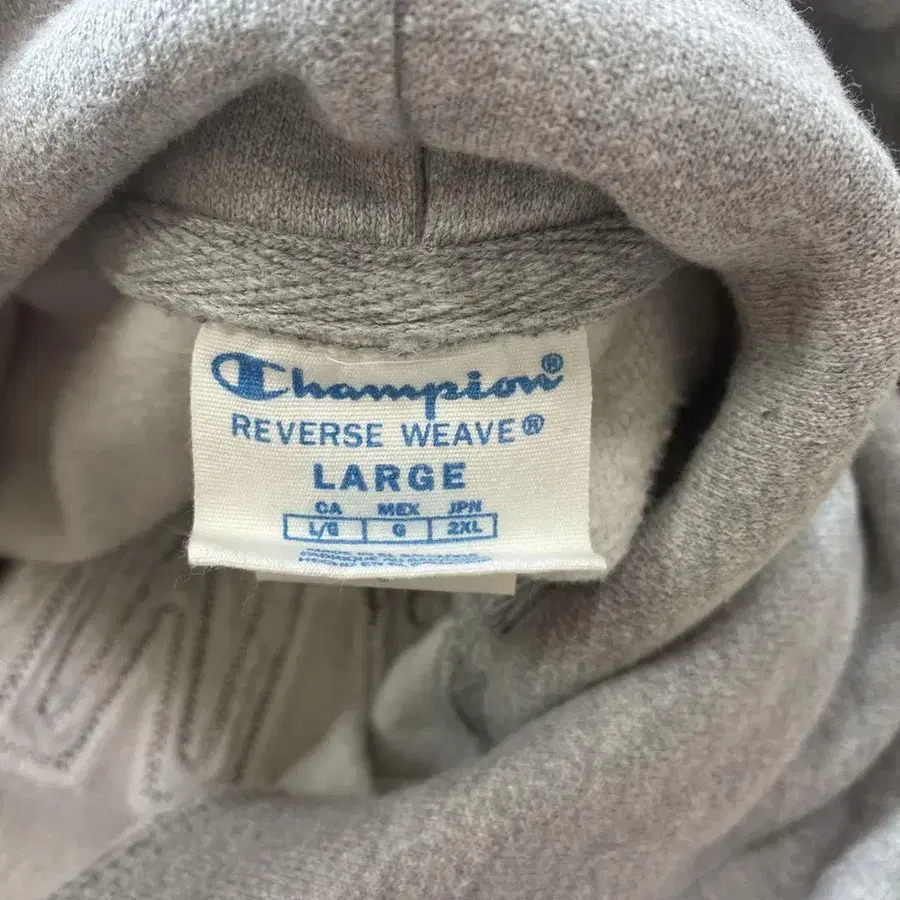 Champion®
REVERSE WEAVE®
LARGE
CA MEX JPN
L/G G 2XL